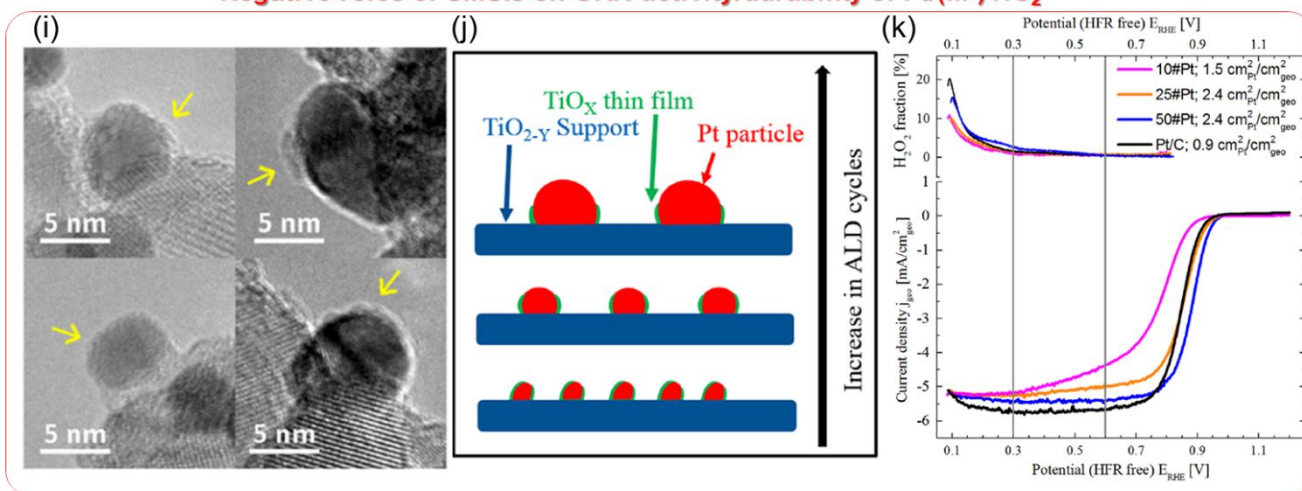 (i)
5 nm
5 nm
5 nm
5 nm
(j)
TiOX thin film
TiO2-Y Support
Pt particle
Increase in ALD cycles
(k)
Potential (HFR free) ERHE [V]
0.1 0.3 0.6 0.7 0.9 1.1
H2O2 fraction [%]
20
10
0
10#Pt; 1.5 cm²Pt/cm²geo
25#Pt; 2.4 cm²Pt/cm²geo
50#Pt; 2.4 cm²Pt/cm²geo
Pt/C; 0.9 cm²Pt/cm²geo
Current density jgeo [mA/cm²geo]
0
-1
-2
-3
-4
-5
-6
0.1 0.3 0.6 0.7 0.9 1.1
Potential (HFR free) ERHE [V]